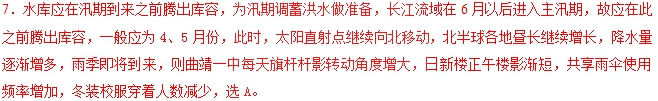 7．水库应在汛期到来之前腾出库容，为汛期调蓄洪水做准备，长江流域在 6 月以后进入主汛期，故应在此
之前腾出库容，一般应为 4、5 月份，此时，太阳直射点继续向北移动，北半球各地昼长继续增长，降水量
逐渐增多，雨季即将到来，则曲靖一中每天旗杆杆影转动角度增大，日新楼正午楼影渐短，共享雨伞使用
频率增加，冬装校服穿着人数减少，选 A。